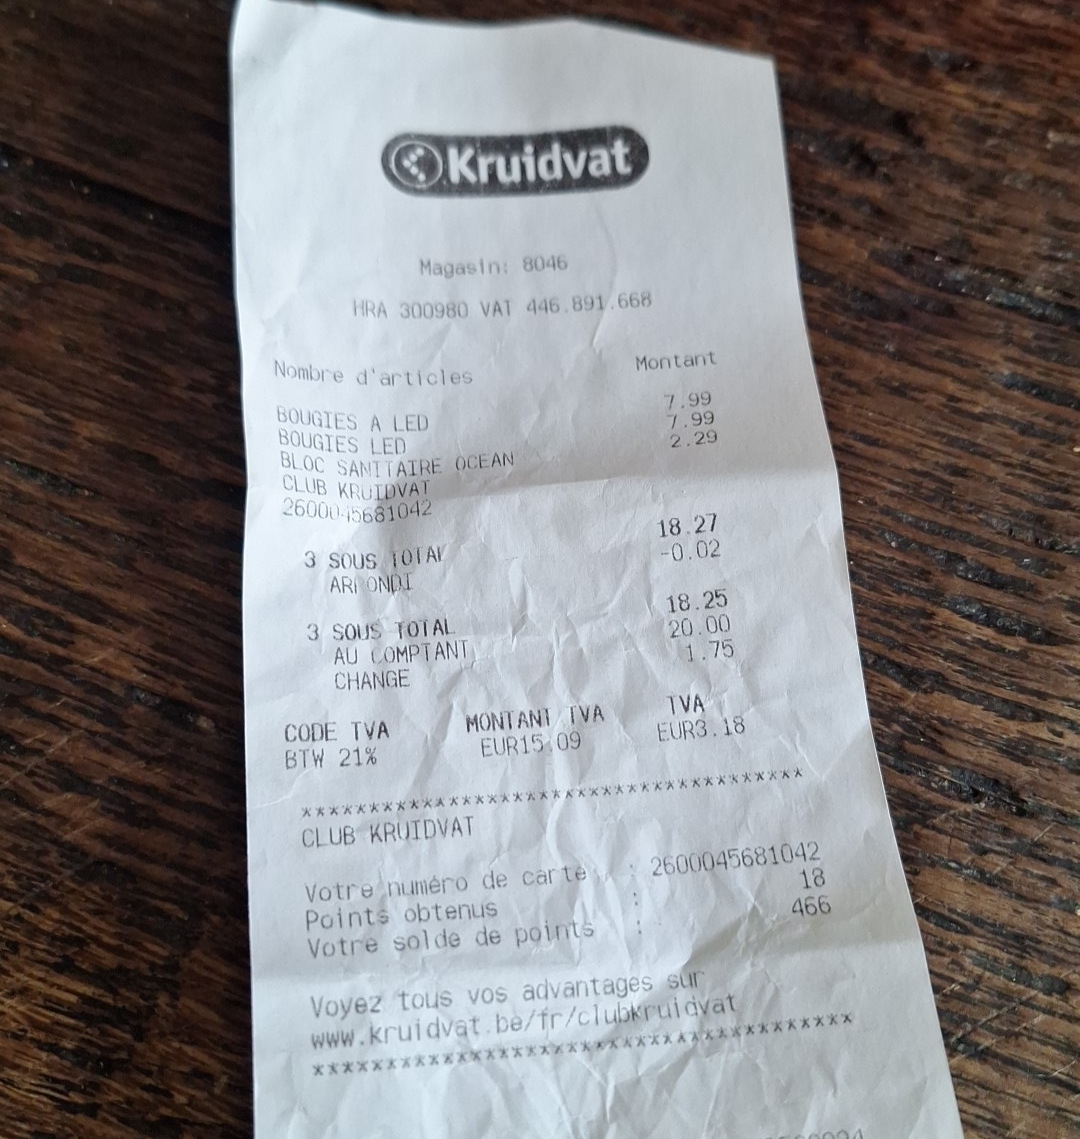 Kruidvat
Magasin: 8046
HRA 300980 VAT 446.891.668
Nombre d'articles Montant
BOUGIES A LED 7.99
BOUGIES LED 7.99
BLOC SANITAIRE OCEAN 2.29
CLUB KRUIDVAT
2600045681042
3 SOUS TOTAL 18.27
ARRONDI -0.02
3 SOUS TOTAL 18.25
AU COMPTANT 20.00
CHANGE 1.75
CODE TVA MONTANT TVA TVA
BTW 21% EUR15.09 EUR3.18
*************************************
CLUB KRUIDVAT
Votre numéro de carte : 2600045681042
Points obtenus : 18
Votre solde de points : 466
Voyez tous vos advantages sur
www.kruidvat.be/fr/clubkruidvat
****************************************